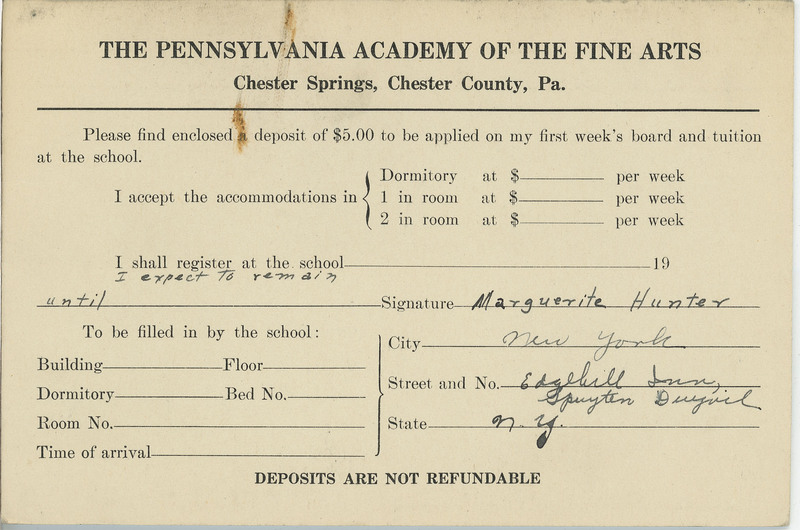 THE PENNSYLVANIA ACADEMY OF THE FINE ARTS
Chester Springs, Chester County, Pa.
Please find enclosed a deposit of $5.00 to be applied on my first week's board and tuition
at the school.
I accept the accommodations in
Dormitory at $ per week
1 in room at $ per week
2 in room at $ per week
I shall register at the school 19
I expect to remain
until
Signature Marguerite Hunter
To be filled in by the school:
Building Floor
Dormitory Bed No.
Room No.
Time of arrival
City New York
Street and No. Edgehill Inn,
Spuyten Duyvil
State N.Y.
DEPOSITS ARE NOT REFUNDABLE